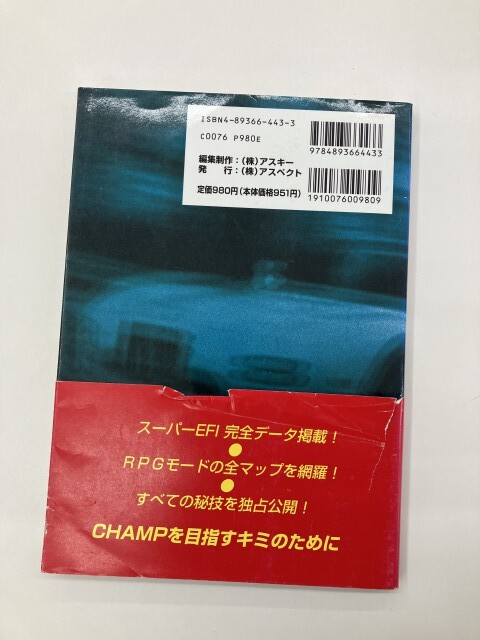 ISBN4-89366-443-3
C0076 P980E
9784893664433
編集制作：(株)アスキー
発　行：(株)アスペクト
定価980円(本体価格951円)
1910076009809
スーパーEFI 完全データ掲載！
RPGモードの全マップを網羅！
すべての秘技を独占公開！
CHAMPを目指すキミのために